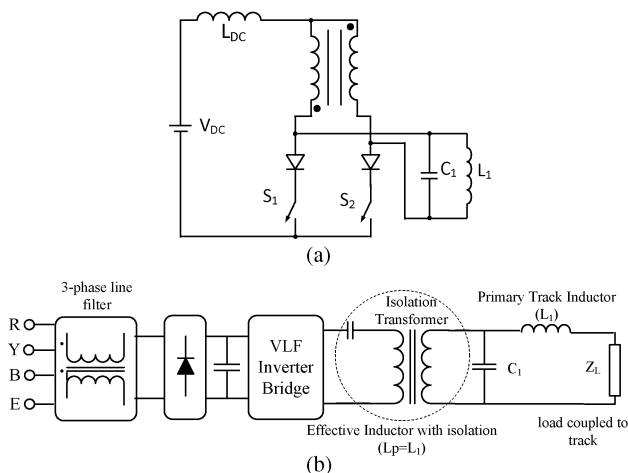 L_DC
V_DC
S_1
S_2
C_1
L_1
(a)
3-phase line
filter
R
Y
B
E
VLF
Inverter
Bridge
Isolation
Transformer
Effective Inductor with isolation
(Lp=L_1)
C_1
Primary Track Inductor
(L_1)
Z_L
load coupled to
track
(b)